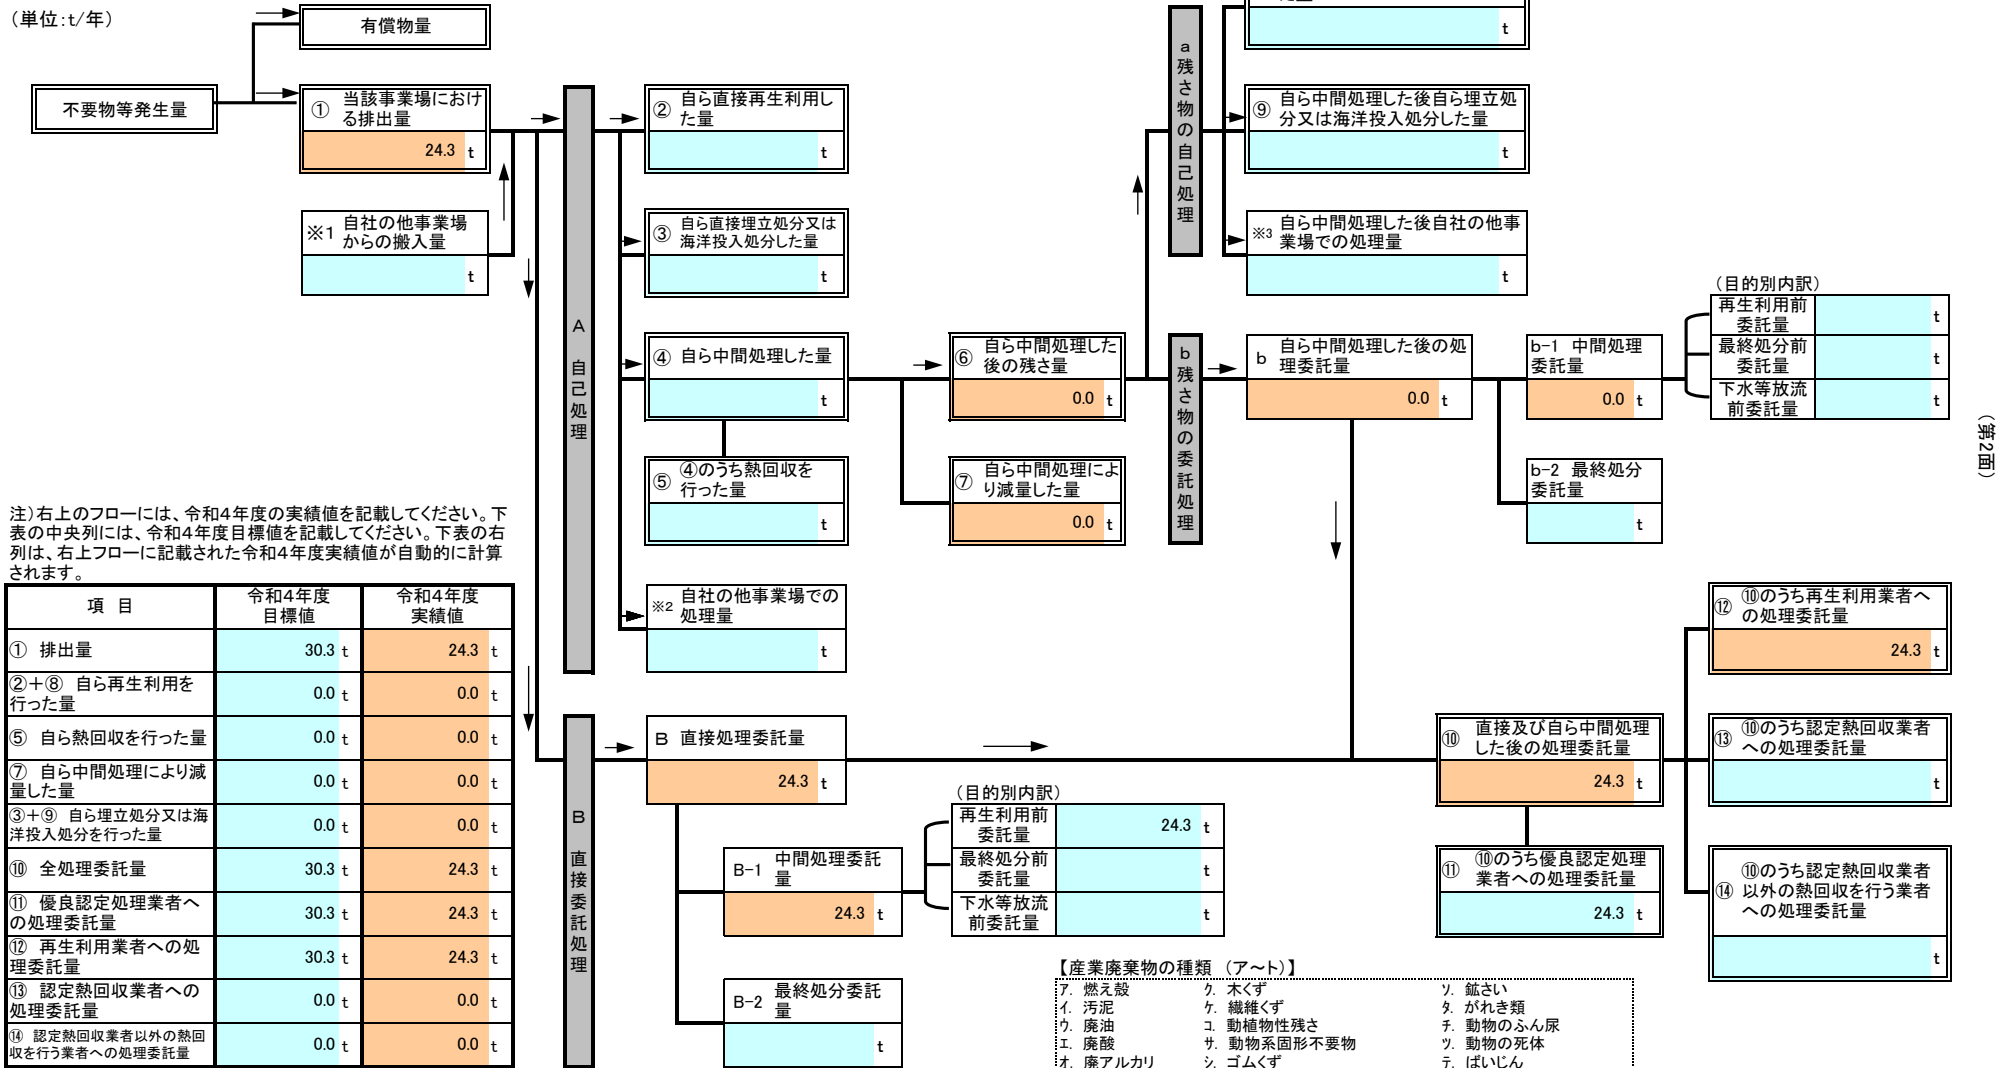 （単位：t/年）
有償物量
不要物等発生量
① 当該事業場におけ
る排出量
24.3 t
※1 自社の他事業場
からの搬入量
t
A 自己処理
② 自ら直接再生利用し
た量
t
③ 自ら直接埋立処分又は
海洋投入処分した量
t
④ 自ら中間処理した量
t
⑤ ④のうち熱回収を
行った量
t
※2 自社の他事業場での
処理量
t
⑥ 自ら中間処理した
後の残さ量
0.0 t
⑦ 自ら中間処理によ
り減量した量
0.0 t
a 残さ物の自己処理
t
⑨ 自ら中間処理した後自ら埋立処
分又は海洋投入処分した量
t
※3 自ら中間処理した後自社の他事
業場での処理量
t
b 残さ物の委託処理
b 自ら中間処理した後の処
理委託量
0.0 t
b-1 中間処理
委託量
0.0 t
b-2 最終処分
委託量
t
（目的別内訳）
再生利用前
委託量
t
最終処分前
委託量
t
下水等放流
前委託量
t
（第2面）
注）右上のフローには、令和4年度の実績値を記載してください。下
表の中央列には、令和4年度目標値を記載してください。下表の右
列は、右上フローに記載された令和4年度実績値が自動的に計算
されます。
項 目 令和4年度
目標値 令和4年度
実績値
① 排出量 30.3 t 24.3 t
②＋⑧ 自ら再生利用を
行った量 0.0 t 0.0 t
⑤ 自ら熱回収を行った量 0.0 t 0.0 t
⑦ 自ら中間処理により減
量した量 0.0 t 0.0 t
③＋⑨ 自ら埋立処分又は海
洋投入処分を行った量 0.0 t 0.0 t
⑩ 全処理委託量 30.3 t 24.3 t
⑪ 優良認定処理業者へ
の処理委託量 30.3 t 24.3 t
⑫ 再生利用業者への処
理委託量 30.3 t 24.3 t
⑬ 認定熱回収業者への
処理委託量 0.0 t 0.0 t
⑭ 認定熱回収業者以外の熱回
収を行う業者への処理委託量 0.0 t 0.0 t
B 直接委託処理
B 直接処理委託量
24.3 t
B-1 中間処理委託
量
24.3 t
B-2 最終処分委託
量
t
（目的別内訳）
再生利用前
委託量
24.3 t
最終処分前
委託量
t
下水等放流
前委託量
t
⑩ 直接及び自ら中間処理
した後の処理委託量
24.3 t
⑪ ⑩のうち優良認定処理
業者への処理委託量
24.3 t
⑫ ⑩のうち再生利用業者へ
の処理委託量
24.3 t
⑬ ⑩のうち認定熱回収業者
への処理委託量
t
⑭ ⑩のうち認定熱回収業者
以外の熱回収を行う業者
への処理委託量
t
【産業廃棄物の種類 （ア～ト）】
ア. 燃え殻 ク. 木くず ソ. 鉱さい
イ. 汚泥 ケ. 繊維くず タ. がれき類
ウ. 廃油 コ. 動植物性残さ チ. 動物のふん尿
エ. 廃酸 サ. 動物系固形不要物 ツ. 動物の死体
オ. 廃アルカリ シ. ゴムくず テ. ばいじん